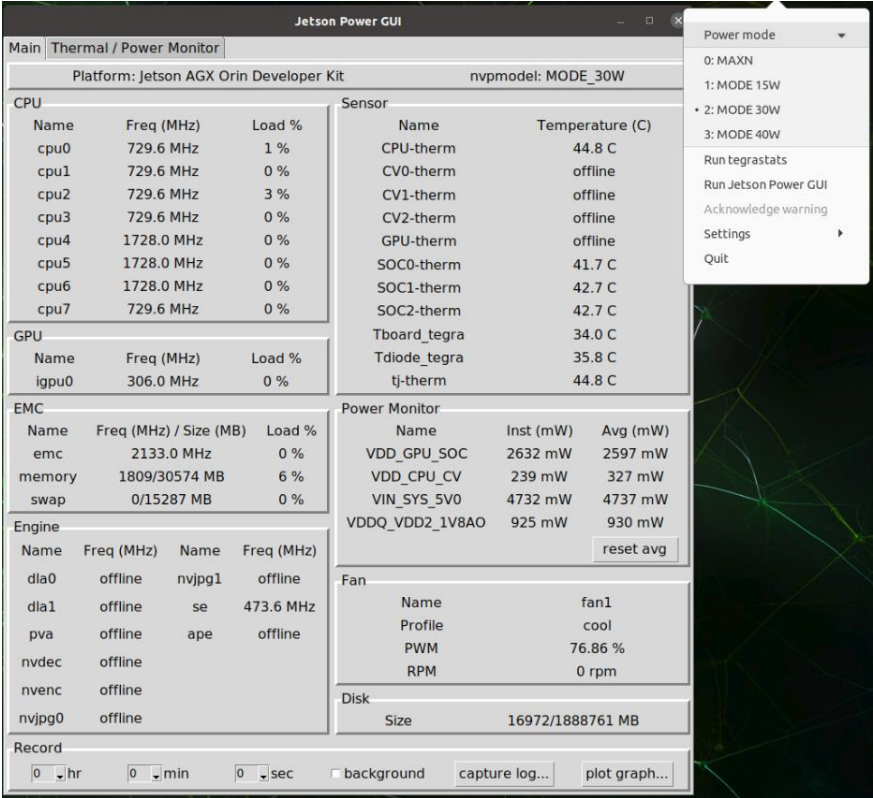 Jetson Power GUI
Main Thermal / Power Monitor
Platform: Jetson AGX Orin Developer Kit nvpmodel: MODE_30W
CPU
Name Freq (MHz) Load %
cpu0 729.6 MHz 1 %
cpu1 729.6 MHz 0 %
cpu2 729.6 MHz 3 %
cpu3 729.6 MHz 0 %
cpu4 1728.0 MHz 0 %
cpu5 1728.0 MHz 0 %
cpu6 1728.0 MHz 0 %
cpu7 729.6 MHz 0 %
GPU
Name Freq (MHz) Load %
igpu0 306.0 MHz 0 %
EMC
Name Freq (MHz) / Size (MB) Load %
emc 2133.0 MHz 0 %
memory 1809/30574 MB 6 %
swap 0/15287 MB 0 %
Engine
Name Freq (MHz) Name Freq (MHz)
dla0 offline nvjpg1 offline
dla1 offline se 473.6 MHz
pva offline ape offline
nvdec offline
nvenc offline
nvjpg0 offline
Sensor
Name Temperature (C)
CPU-therm 44.8 C
CV0-therm offline
CV1-therm offline
CV2-therm offline
GPU-therm offline
SOC0-therm 41.7 C
SOC1-therm 42.7 C
SOC2-therm 42.7 C
Tboard_tegra 34.0 C
Tdiode_tegra 35.8 C
tj-therm 44.8 C
Power Monitor
Name Inst (mW) Avg (mW)
VDD_GPU_SOC 2632 mW 2597 mW
VDD_CPU_CV 239 mW 327 mW
VIN_SYS_5V0 4732 mW 4737 mW
VDDQ_VDD2_1V8AO 925 mW 930 mW
reset avg
Fan
Name fan1
Profile cool
PWM 76.86 %
RPM 0 rpm
Disk
Size 16972/1888761 MB
Record
0 hr 0 min 0 sec background capture log... plot graph...
Power mode
0: MAXN
1: MODE 15W
• 2: MODE 30W
3: MODE 40W
Run tegrastats
Run Jetson Power GUI
Acknowledge warning
Settings
Quit